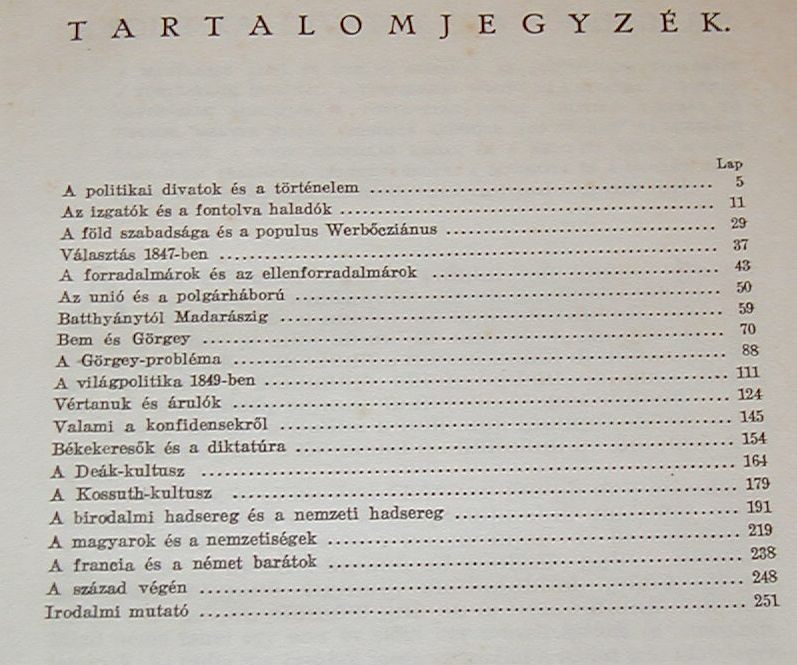 TARTALOMJEGYZÉK.
Lap
A politikai divatok és a történelem ........ 5
Az izgatók és a fontolva haladók ........ 11
A föld szabadsága és a populus Werbőcziánus ........ 29
Választás 1847-ben ........ 37
A forradalmárok és az ellenforradalmárok ........ 43
Az unió és a polgárháború ........ 50
Batthyánytól Madarászig ........ 59
Bem és Görgey ........ 70
A Görgey-probléma ........ 88
A világpolitika 1849-ben ........ 111
Vértanuk és árulók ........ 124
Valami a konfidensekről ........ 145
Békekeresők és a diktatúra ........ 154
A Deák-kultusz ........ 164
A Kossuth-kultusz ........ 179
A birodalmi hadsereg és a nemzeti hadsereg ........ 191
A magyarok és a nemzetiségek ........ 219
A francia és a német barátok ........ 238
A század végén ........ 248
Irodalmi mutató ........ 251